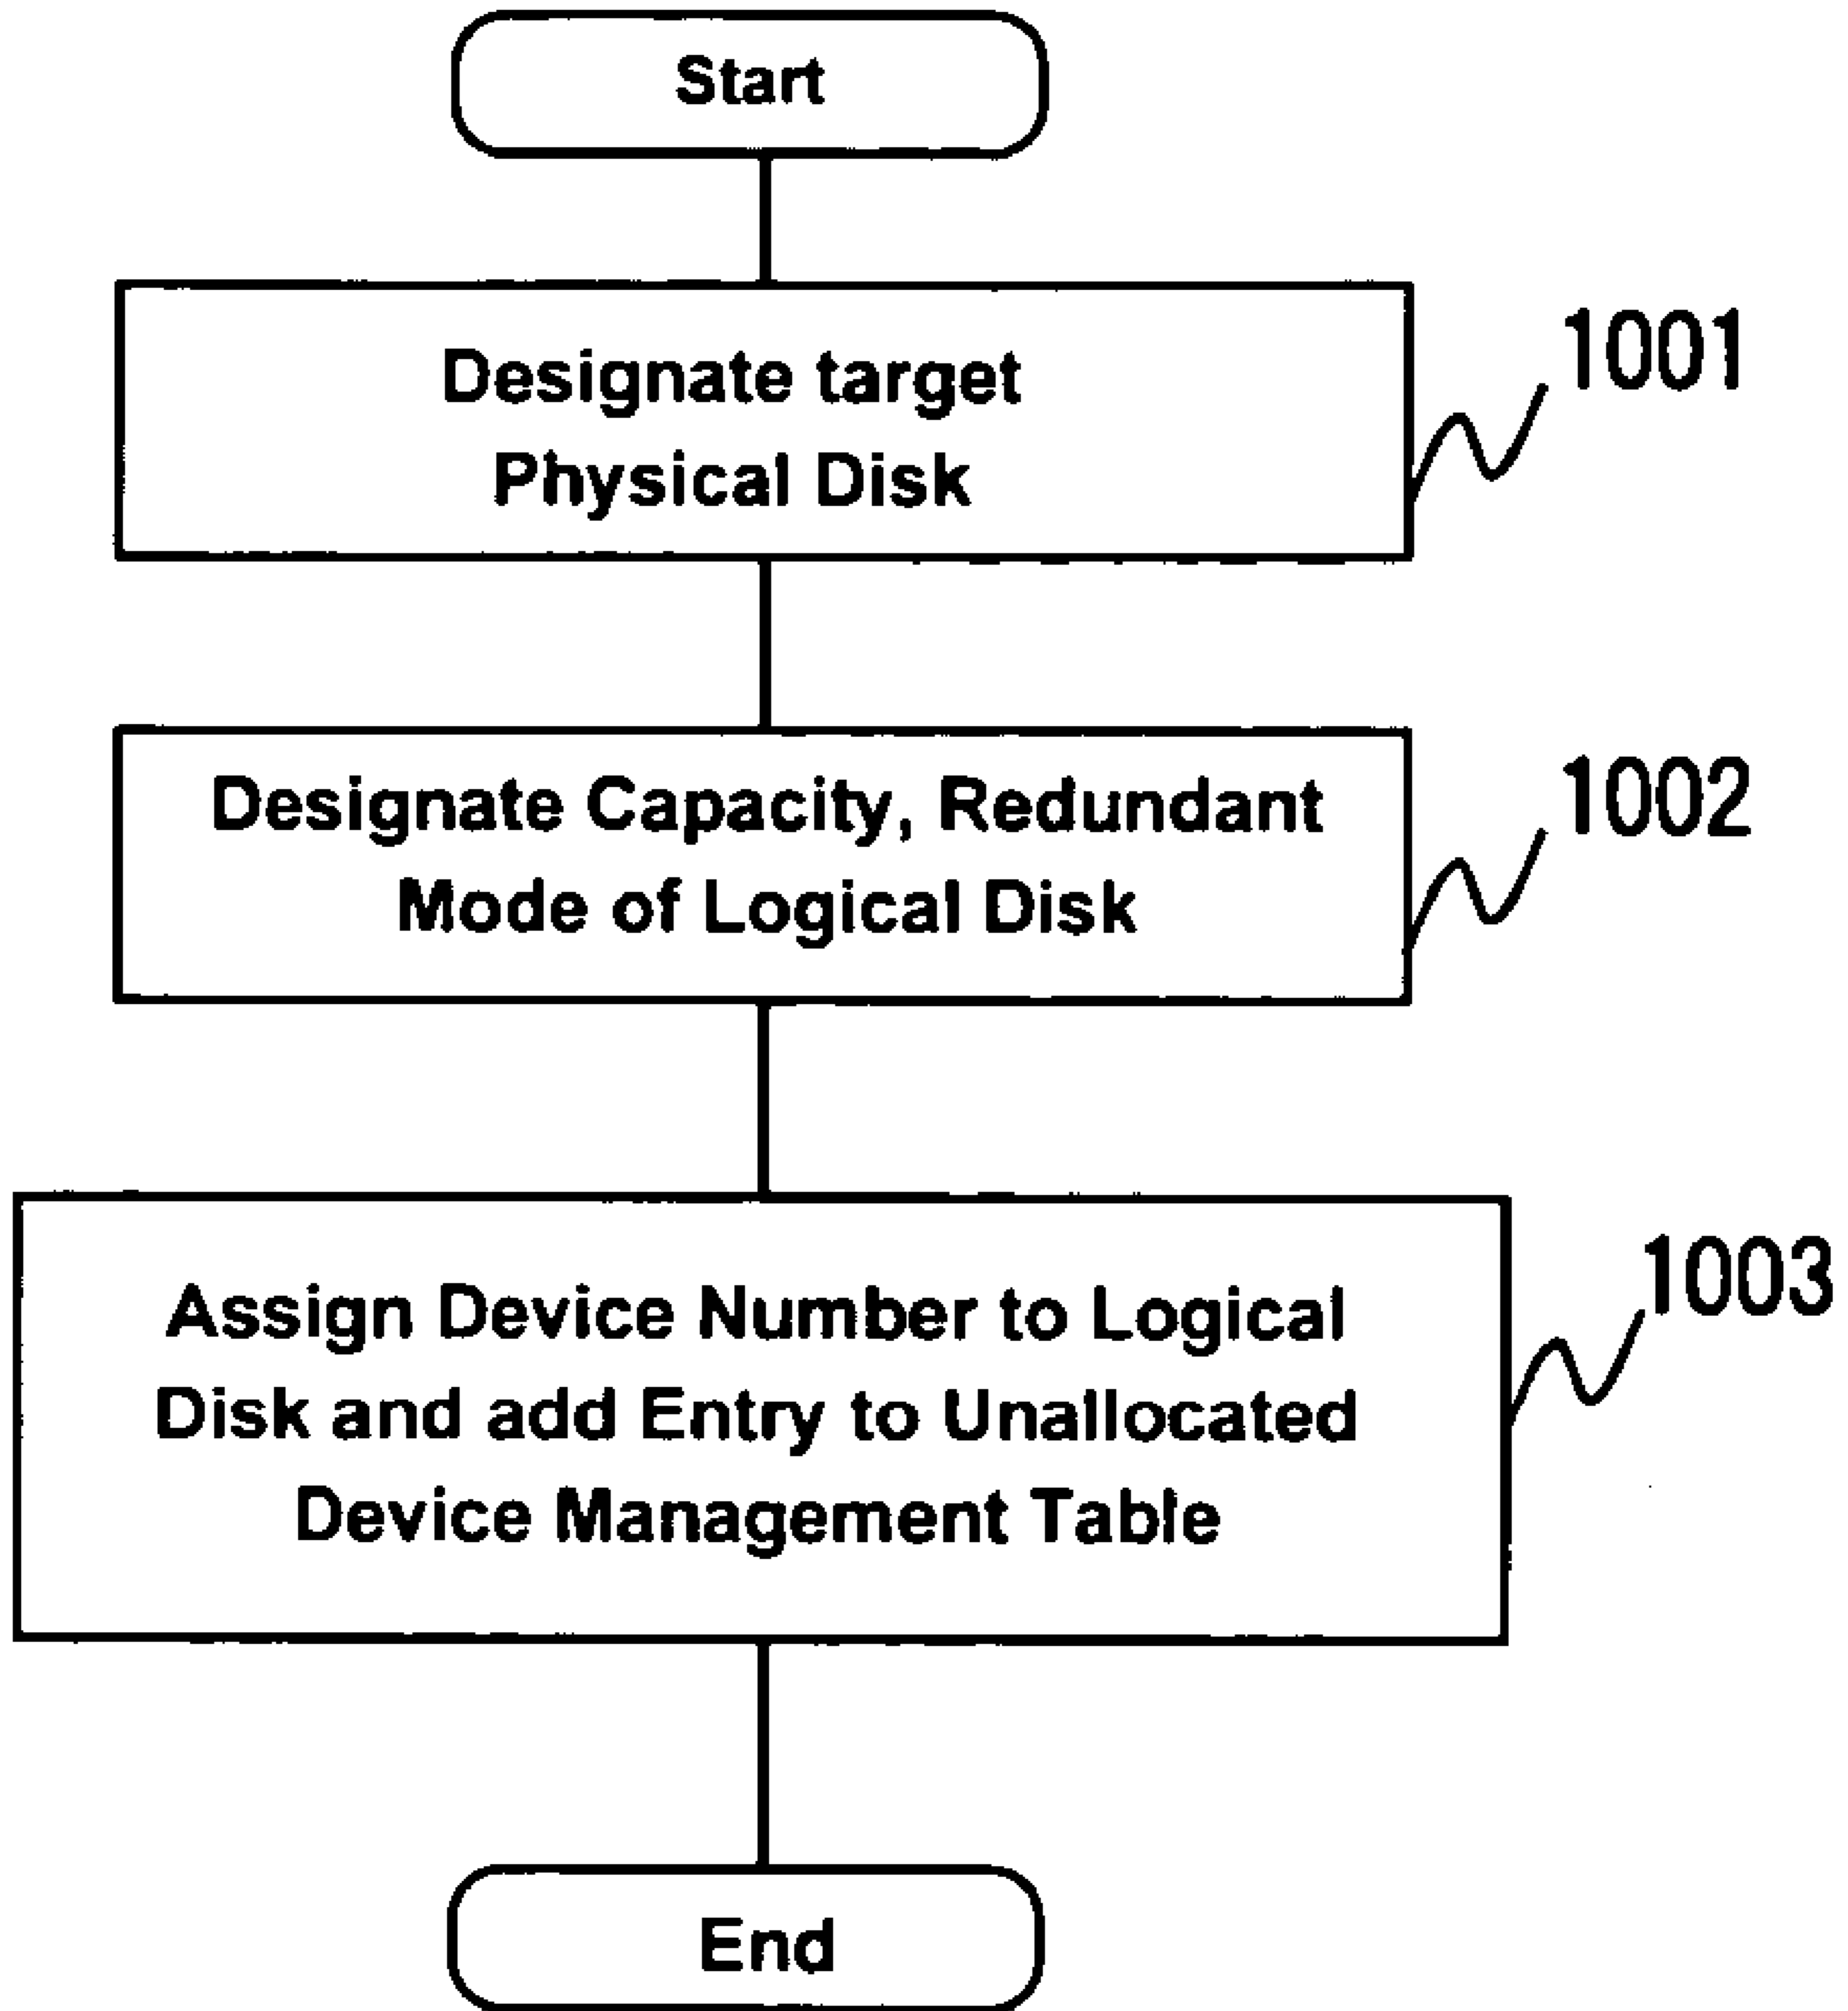 Start
Designate target
Physical Disk
1001
Designate Capacity, Redundant
Mode of Logical Disk
1002
Assign Device Number to Logical
Disk and add Entry to Unallocated
Device Management Table
1003
End